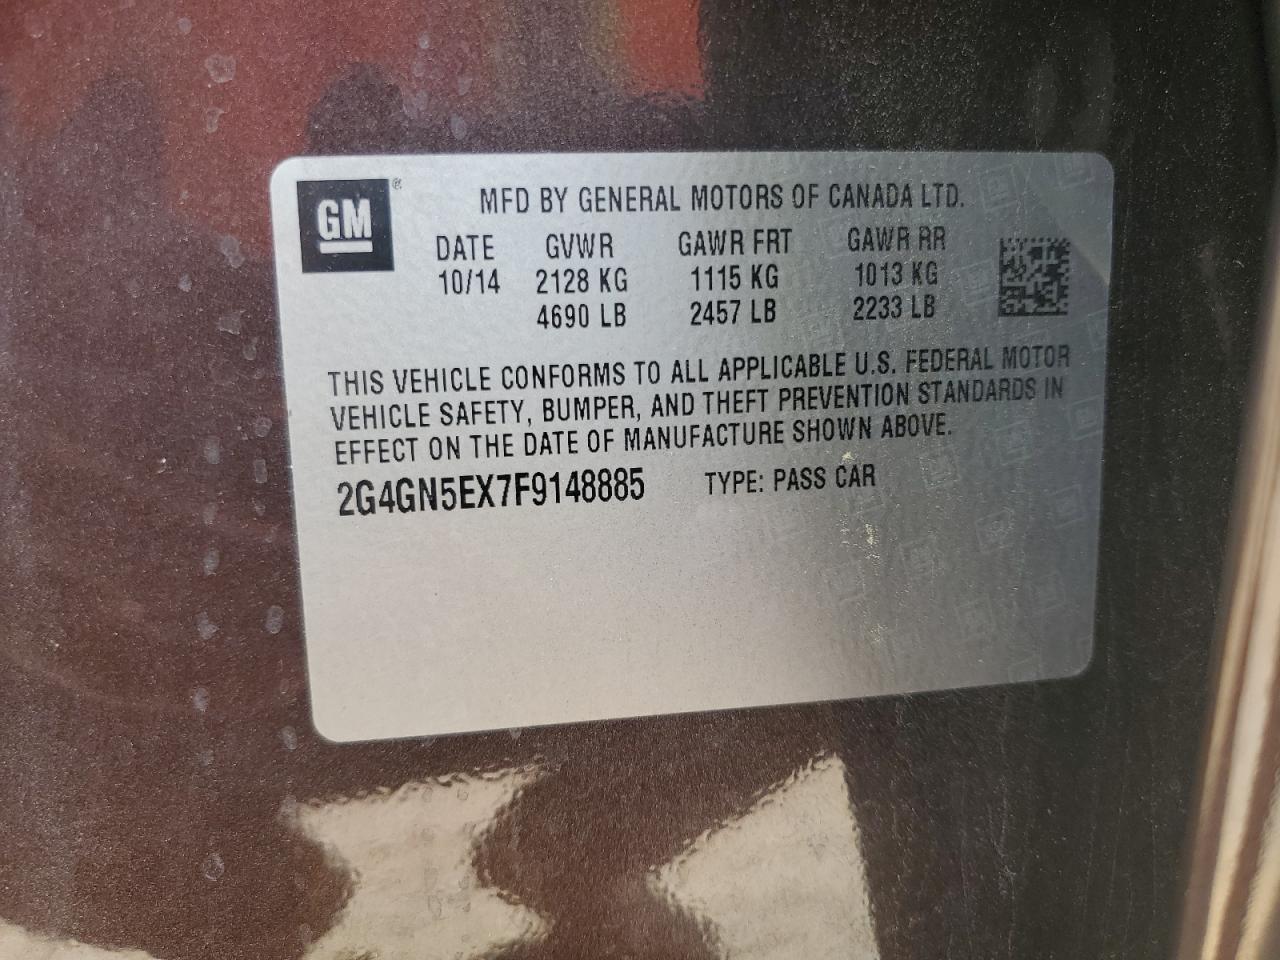 GM®
MFD BY GENERAL MOTORS OF CANADA LTD.
DATE GVWR GAWR FRT GAWR RR
10/14 2128 KG 1115 KG 1013 KG
4690 LB 2457 LB 2233 LB
THIS VEHICLE CONFORMS TO ALL APPLICABLE U.S. FEDERAL MOTOR
VEHICLE SAFETY, BUMPER, AND THEFT PREVENTION STANDARDS IN
EFFECT ON THE DATE OF MANUFACTURE SHOWN ABOVE.
2G4GN5EX7F9148885 TYPE: PASS CAR